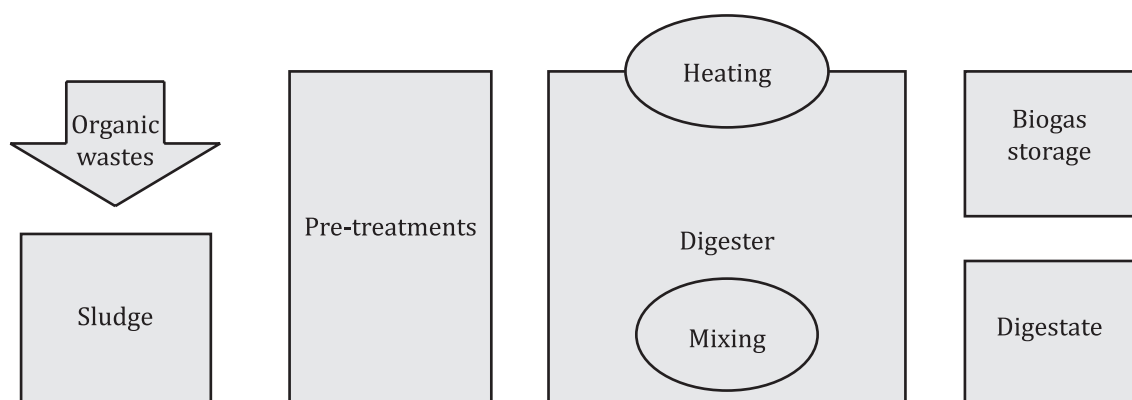 Organic
wastes
Sludge
Pre-treatments
Heating
Digester
Mixing
Biogas
storage
Digestate